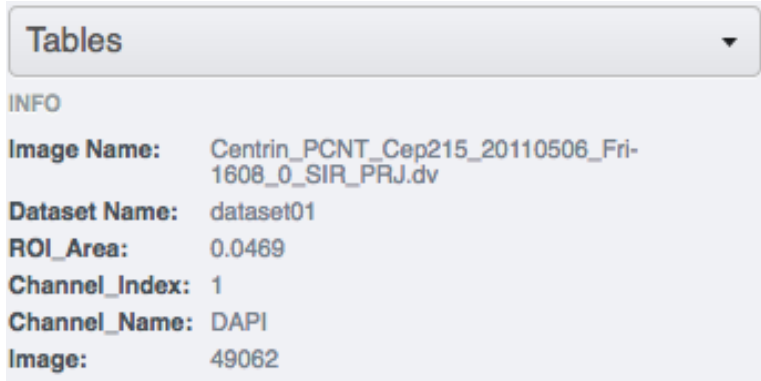 Tables
INFO
Image Name: Centrin_PCNT_Cep215_20110506_Fri-
1608_0_SIR_PRJ.dv
Dataset Name: dataset01
ROI_Area: 0.0469
Channel_Index: 1
Channel_Name: DAPI
Image: 49062